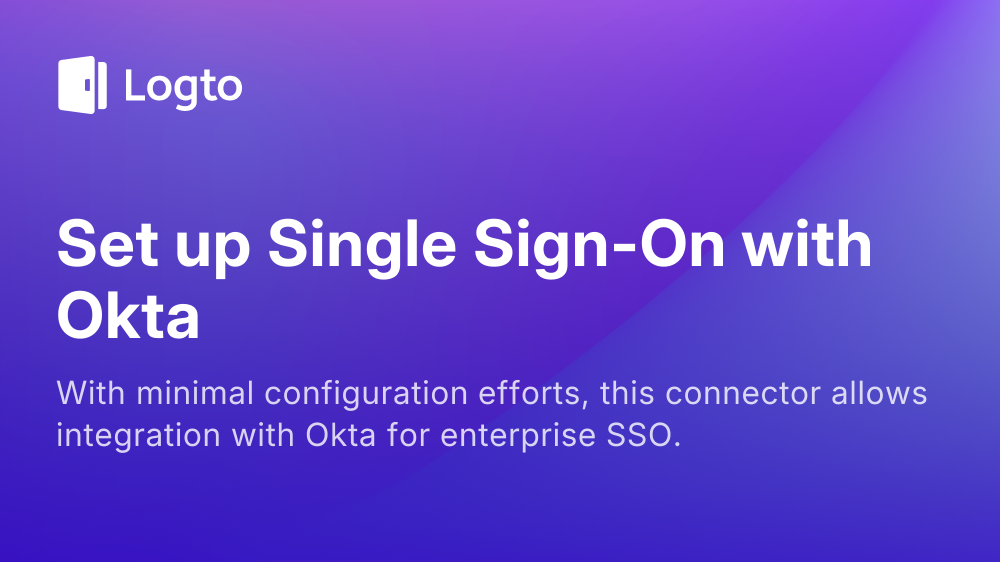 Logto
Set up Single Sign-On with
Okta
With minimal configuration efforts, this connector allows
integration with Okta for enterprise SSO.